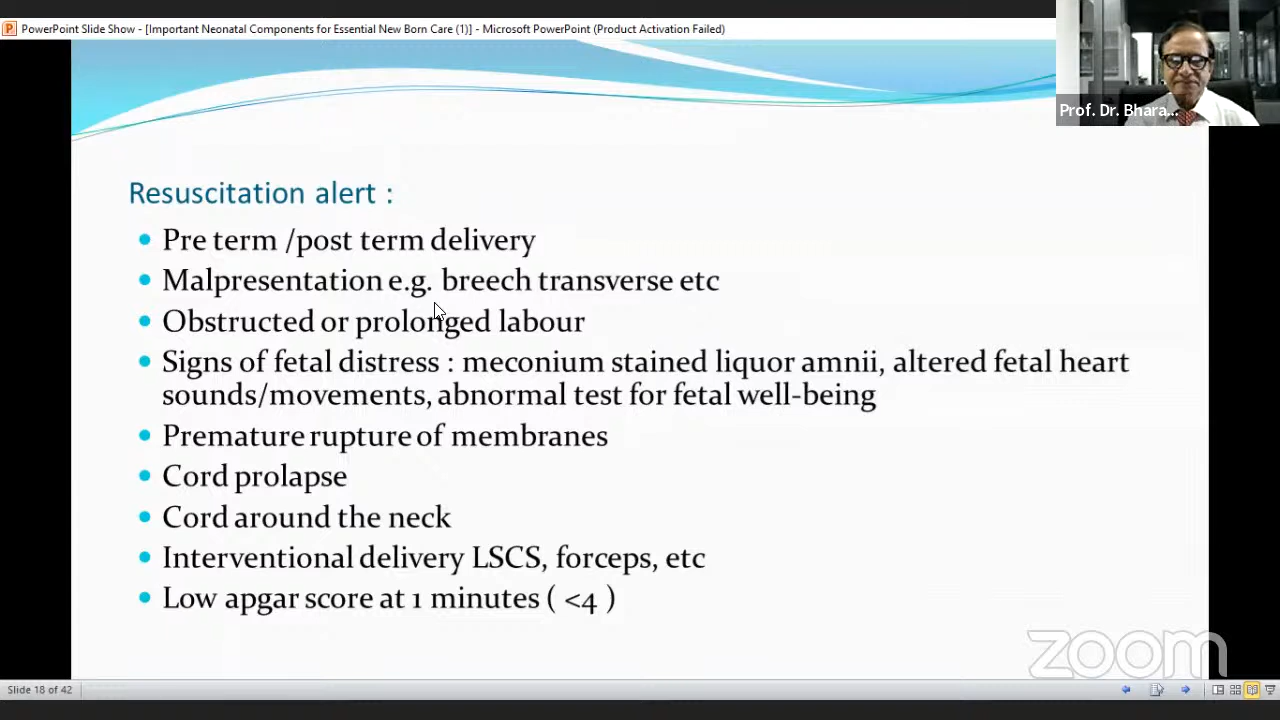 PowerPoint Slide Show - [Important Neonatal Components for Essential New Born Care (1)] - Microsoft PowerPoint (Product Activation Failed)
Prof. Dr. Bhara...
Resuscitation alert :
Pre term /post term delivery
Malpresentation e.g. breech transverse etc
Obstructed or prolonged labour
Signs of fetal distress : meconium stained liquor amnii, altered fetal heart
sounds/movements, abnormal test for fetal well-being
Premature rupture of membranes
Cord prolapse
Cord around the neck
Interventional delivery LSCS, forceps, etc
Low apgar score at 1 minutes ( <4 )
zoom
Slide 18 of 42